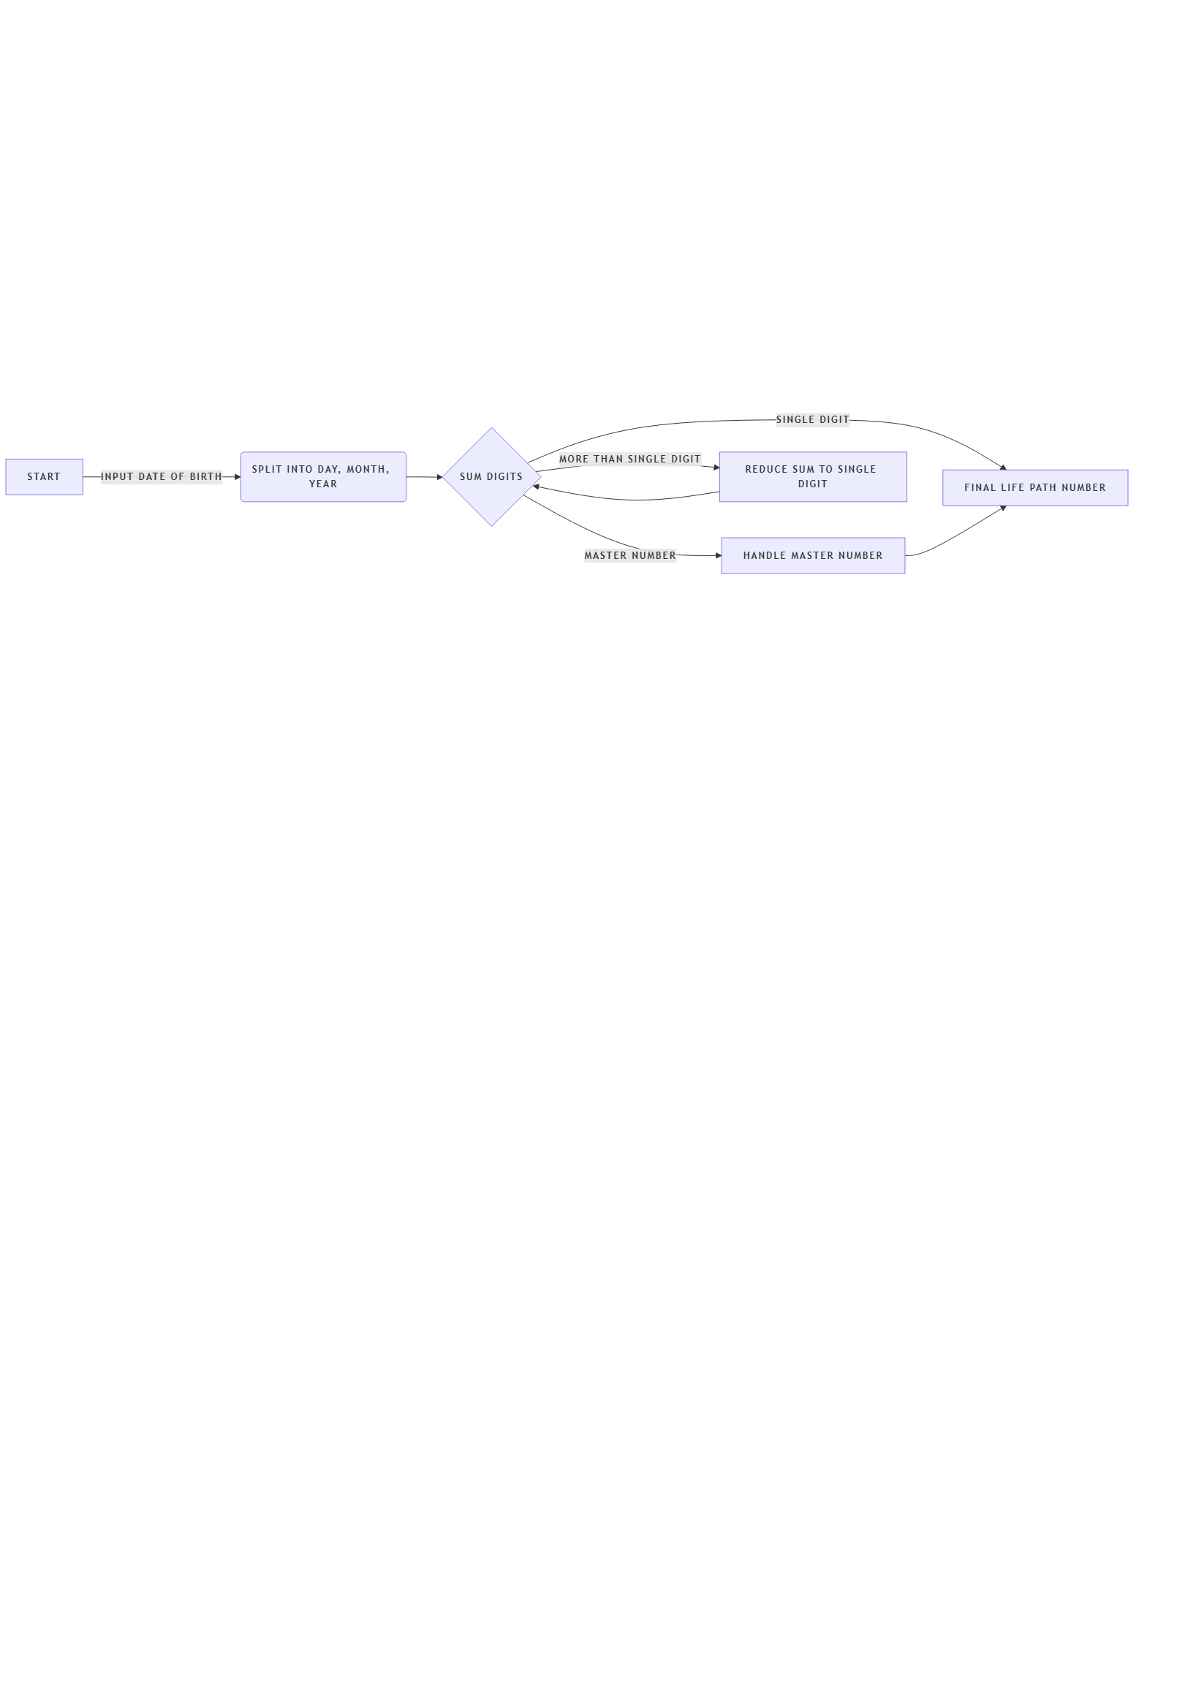 START
INPUT DATE OF BIRTH
SPLIT INTO DAY, MONTH,
YEAR
SUM DIGITS
SINGLE DIGIT
MORE THAN SINGLE DIGIT
REDUCE SUM TO SINGLE
DIGIT
MASTER NUMBER
HANDLE MASTER NUMBER
FINAL LIFE PATH NUMBER